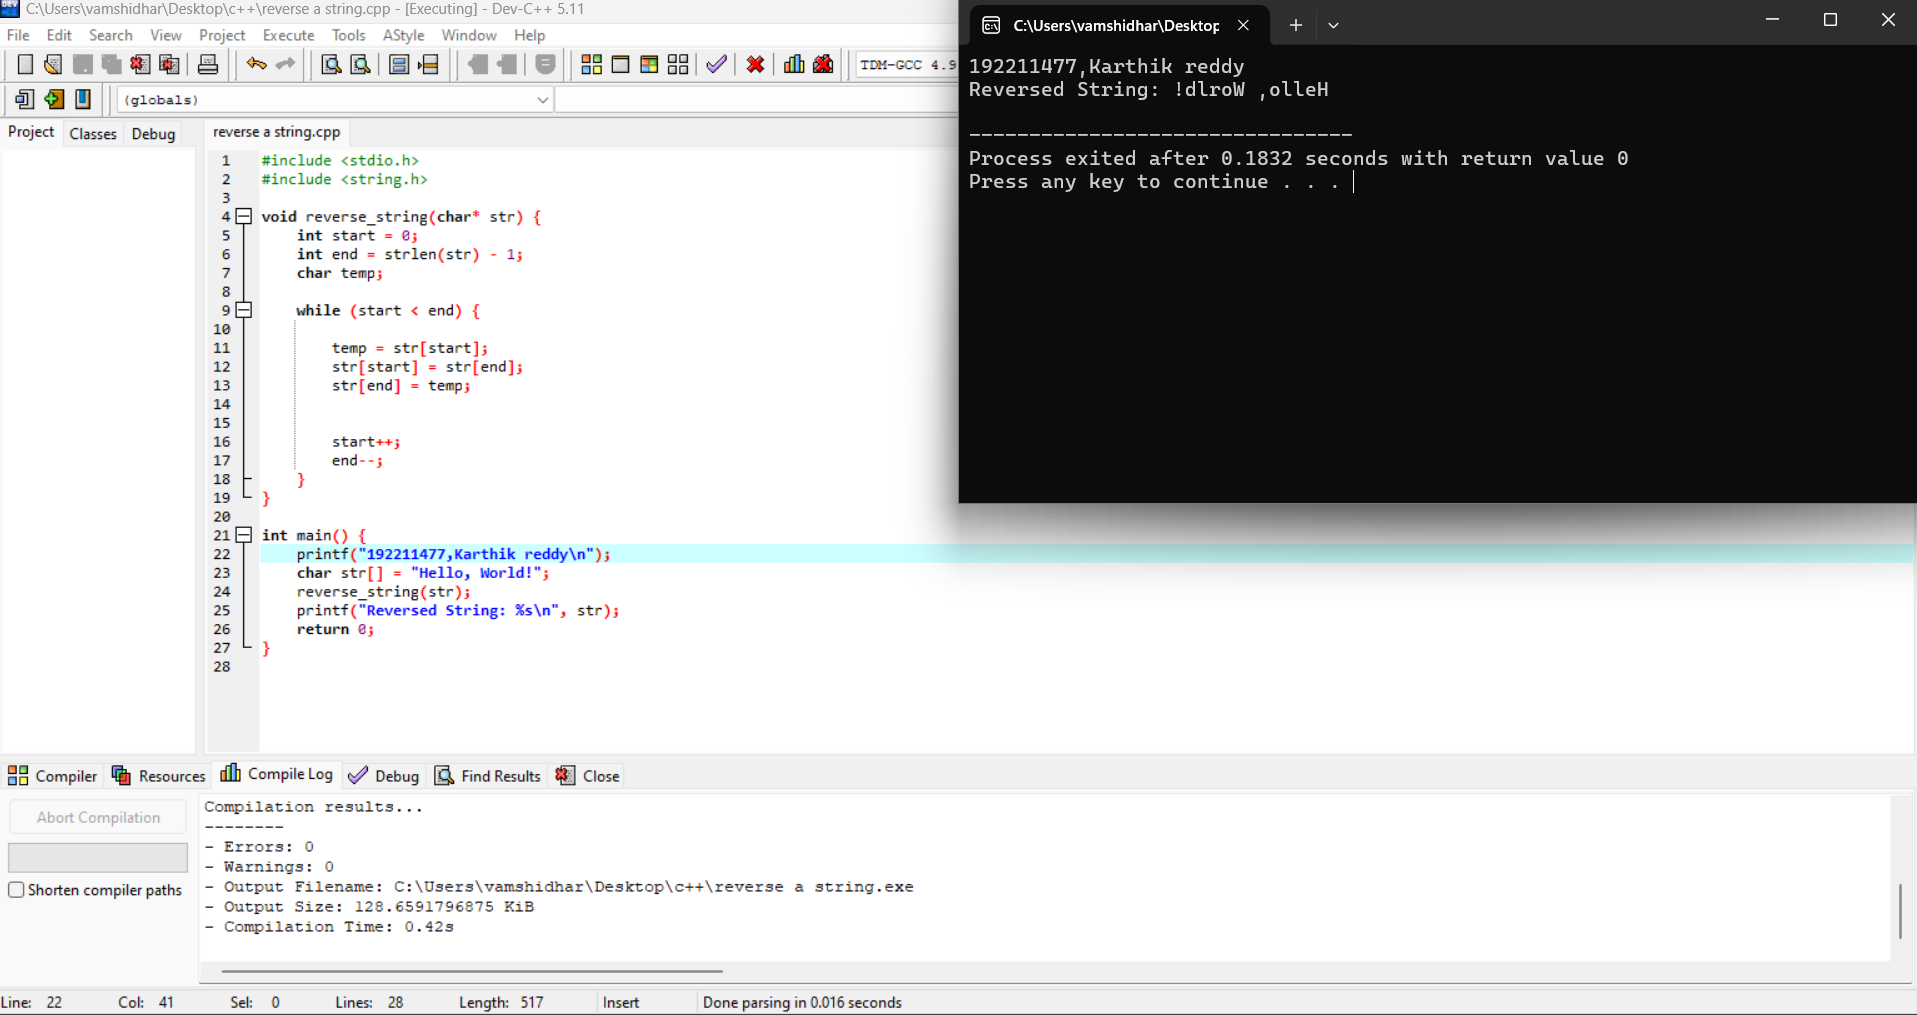 C:\Users\vamshidhar\Desktop\c++\reverse a string.cpp - [Executing] - Dev-C++ 5.11
File Edit Search View Project Execute Tools AStyle Window Help
TDM-GCC 4.9
(globals)
Project Classes Debug
reverse a string.cpp
1 #include <stdio.h>
2 #include <string.h>
3
4 void reverse_string(char* str) {
5 int start = 0;
6 int end = strlen(str) - 1;
7 char temp;
8
9 while (start < end) {
10
11 temp = str[start];
12 str[start] = str[end];
13 str[end] = temp;
14
15
16 start++;
17 end--;
18 }
19 }
20
21 int main() {
22 printf("192211477,Karthik reddy\n");
23 char str[] = "Hello, World!";
24 reverse_string(str);
25 printf("Reversed String: %s\n", str);
26 return 0;
27 }
28
C:\Users\vamshidhar\Desktop
192211477,Karthik reddy
Reversed String: !dlroW ,olleH
--------------------------------
Process exited after 0.1832 seconds with return value 0
Press any key to continue . . .
Compiler Resources Compile Log Debug Find Results Close
Abort Compilation
Shorten compiler paths
Compilation results...
--------
- Errors: 0
- Warnings: 0
- Output Filename: C:\Users\vamshidhar\Desktop\c++\reverse a string.exe
- Output Size: 128.6591796875 KiB
- Compilation Time: 0.42s
Line: 22 Col: 41 Sel: 0 Lines: 28 Length: 517 Insert Done parsing in 0.016 seconds